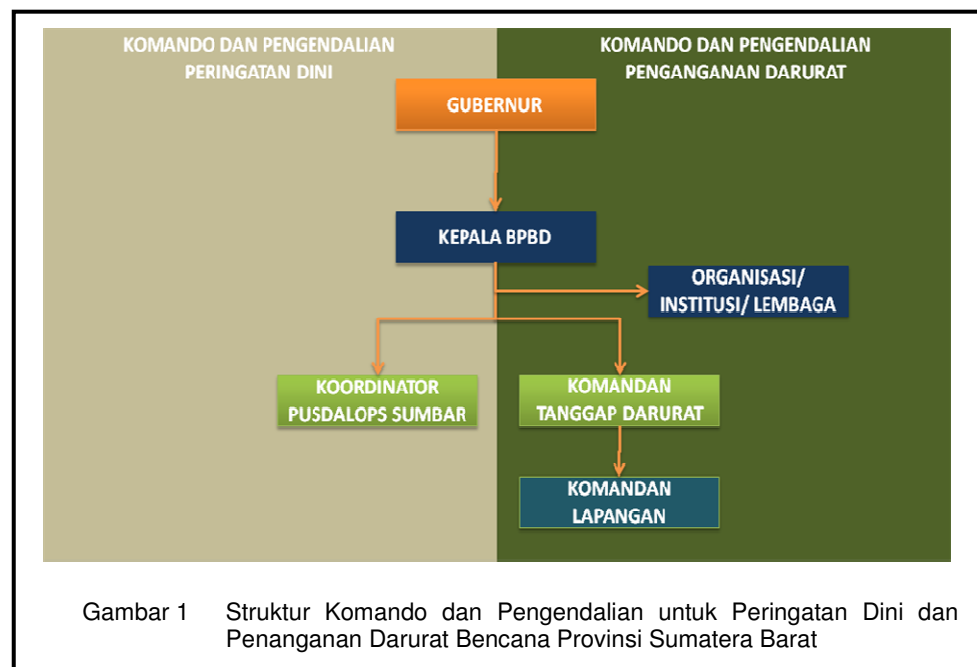 KOMANDO DAN PENGENDALIAN
PERINGATAN DINI
KOMANDO DAN PENGENDALIAN
PENGANGANAN DARURAT
GUBERNUR
KEPALA BPBD
ORGANISASI/
INSTITUSI/ LEMBAGA
KOORDINATOR
PUSDALOPS SUMBAR
KOMANDAN
TANGGAP DARURAT
KOMANDAN
LAPANGAN
Gambar 1 Struktur Komando dan Pengendalian untuk Peringatan Dini dan
Penanganan Darurat Bencana Provinsi Sumatera Barat